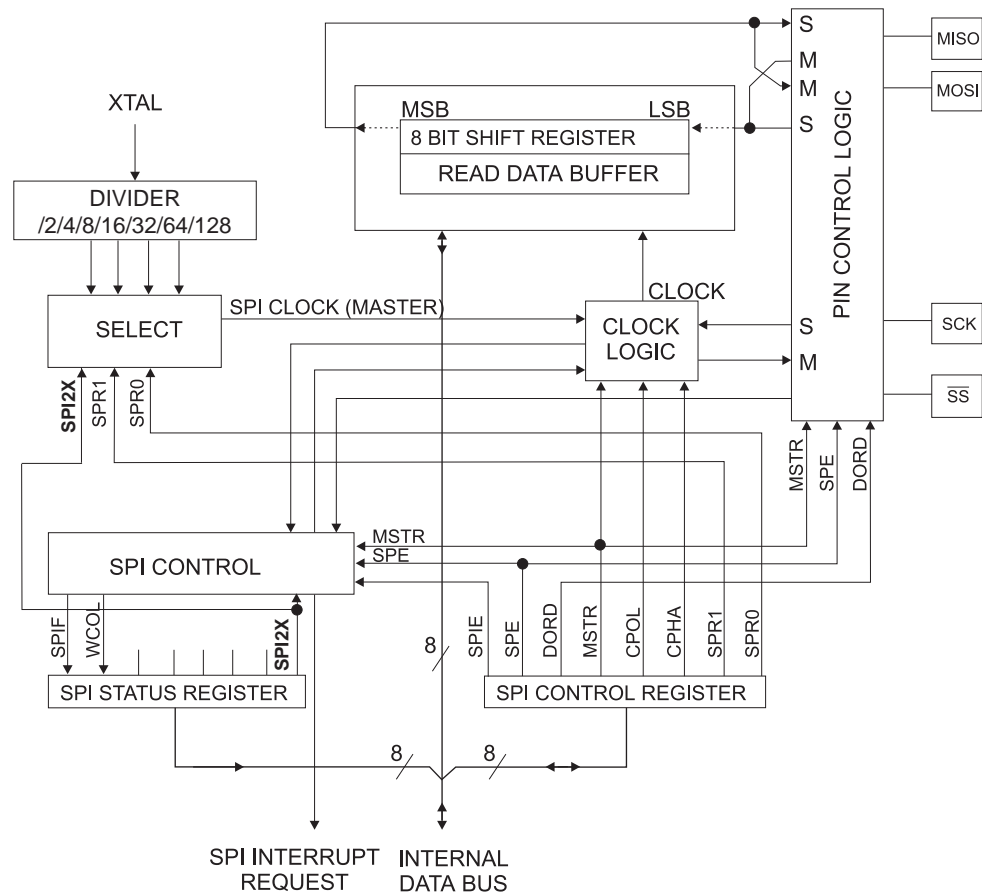 S
MISO
M
MOSI
M
S
XTAL
MSB
LSB
8 BIT SHIFT REGISTER
READ DATA BUFFER
DIVIDER
/2/4/8/16/32/64/128
PIN CONTROL LOGIC
SPI CLOCK (MASTER)
CLOCK
SELECT
CLOCK
LOGIC
S
M
SCK
SS
SPI2X
SPR1
SPR0
MSTR
SPE
DORD
MSTR
SPE
SPI CONTROL
SPIF
WCOL
SPI2X
8
SPIE
SPE
DORD
MSTR
CPOL
CPHA
SPR1
SPR0
SPI STATUS REGISTER
SPI CONTROL REGISTER
8
8
SPI INTERRUPT
REQUEST
INTERNAL
DATA BUS